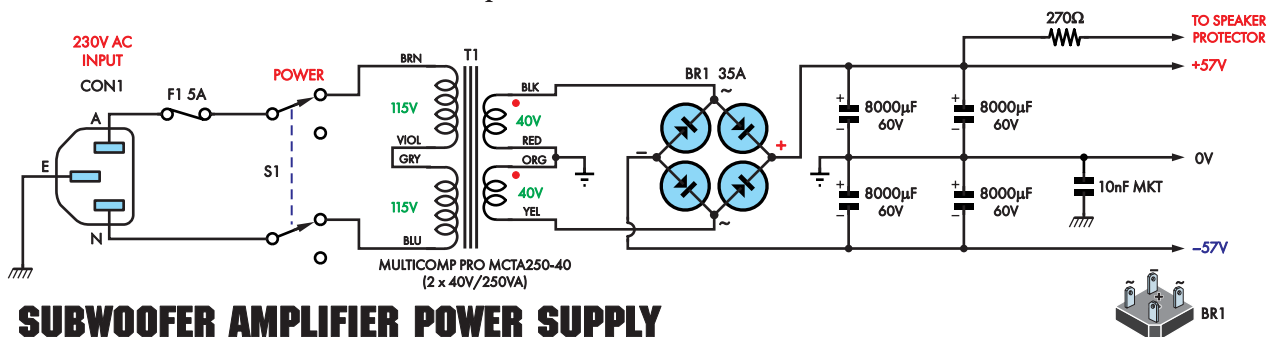 230V AC
INPUT
CON1
A
E
N
F1 5A
POWER
S1
T1
BRN
115V
VIOL
GRY
115V
BLU
BLK
40V
RED
ORG
40V
YEL
MULTICOMP PRO MCTA250-40
(2 x 40V/250VA)
BR1 35A
~
–
+
~
+
8000µF
60V
–
+
8000µF
60V
–
+
8000µF
60V
–
+
8000µF
60V
–
270Ω
TO SPEAKER
PROTECTOR
+57V
0V
10nF MKT
–57V
~
–
~
+
BR1
SUBWOOFER AMPLIFIER POWER SUPPLY